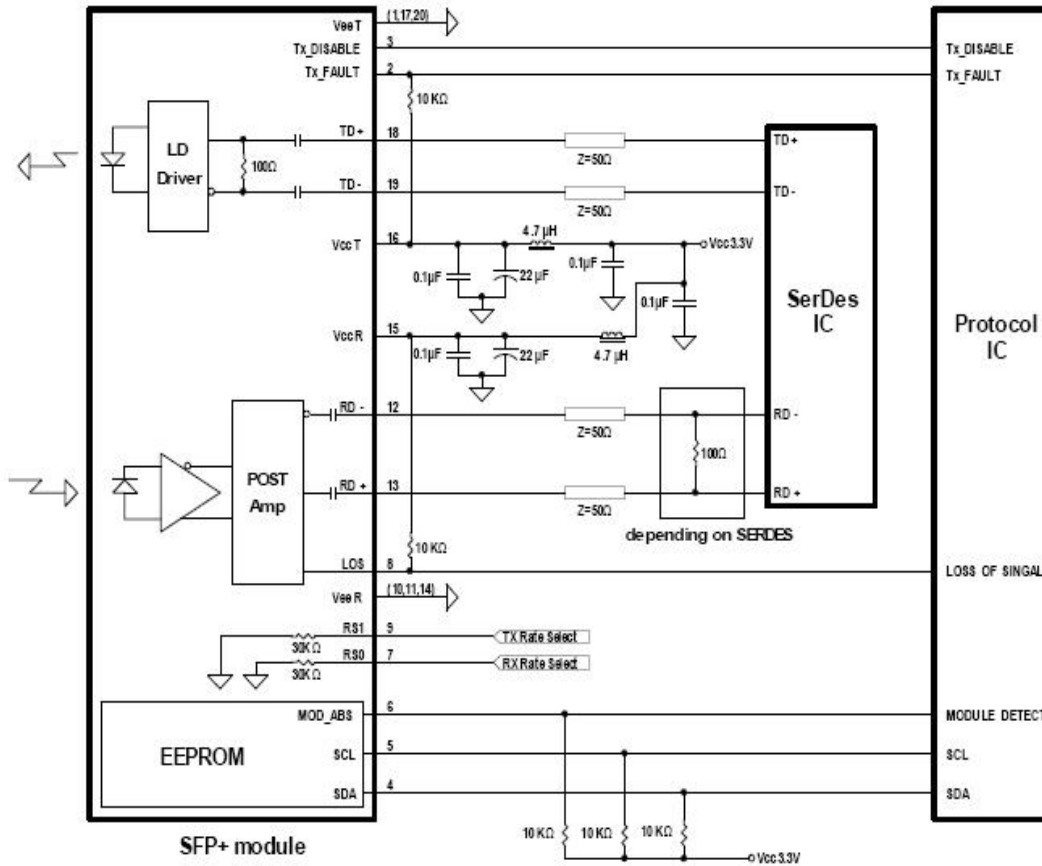 VeeT (1,17,20)
Tx_DISABLE 3 Tx_DISABLE
Tx_FAULT 2 Tx_FAULT
10 KΩ
LD Driver
100Ω
TD+ 18 Z=50Ω TD+
TD- 19 Z=50Ω TD-
VccT 16 4.7 µH Vcc3.3V
0.1µF 22 µF 0.1µF
0.1µF
SerDes IC
Protocol IC
VccR 15
0.1µF 22 µF 4.7 µH
RD - 12 Z=50Ω RD -
100Ω
POST Amp
RD + 13 Z=50Ω RD +
depending on SERDES
10 KΩ
LOS 8 LOSS OF SINGAL
VeeR (10,11,14)
RS1 9 TX Rate Select
30KΩ
RS0 7 RX Rate Select
30KΩ
MOD_ABS 6 MODULE DETECT
EEPROM
SCL 5 SCL
SDA 4 SDA
10 KΩ 10 KΩ 10 KΩ
Vcc3.3V
SFP+ module